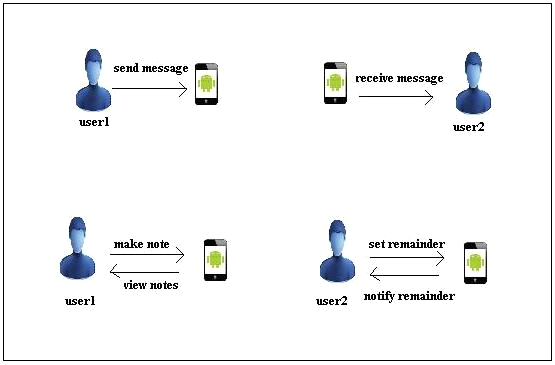 send message
receive message
user1
user2
make note
view notes
user1
set remainder
notify remainder
user2